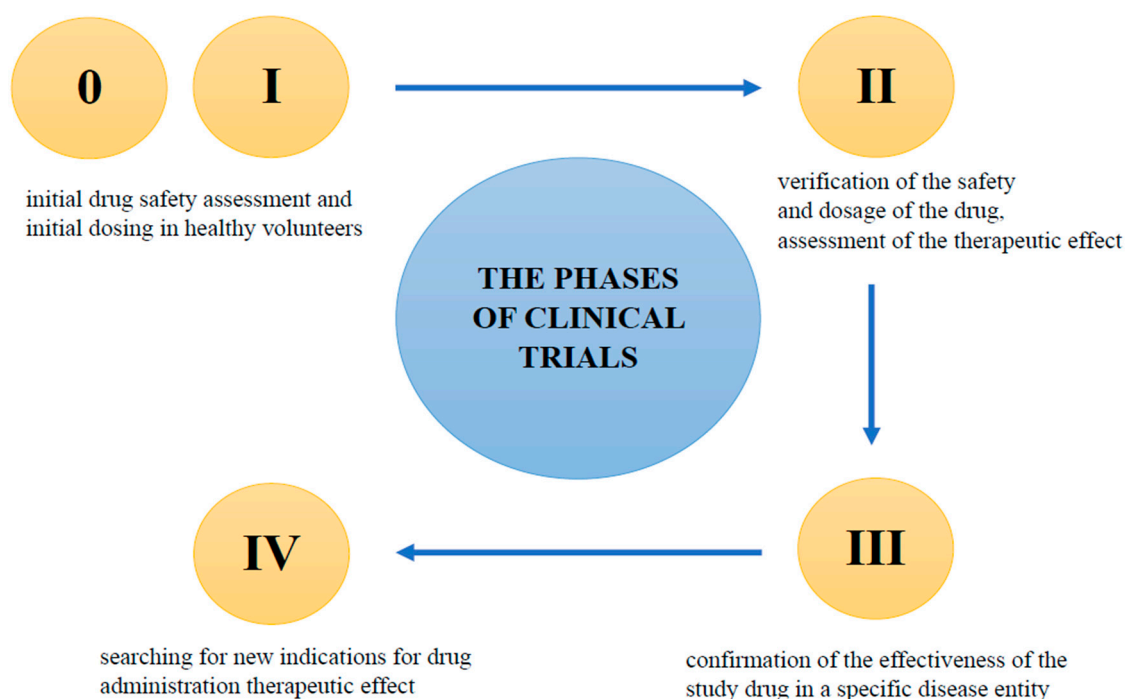 0
I
II
initial drug safety assessment and
initial dosing in healthy volunteers
verification of the safety
and dosage of the drug,
assessment of the therapeutic effect
THE PHASES
OF CLINICAL
TRIALS
IV
III
searching for new indications for drug
administration therapeutic effect
confirmation of the effectiveness of the
study drug in a specific disease entity